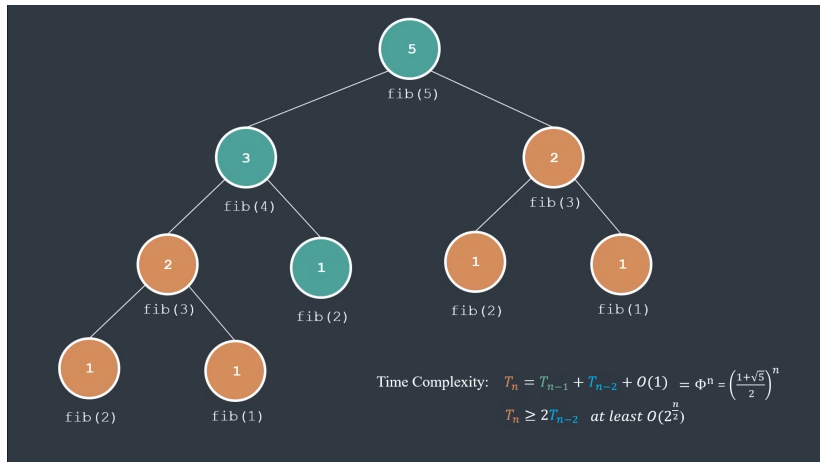 5
fib(5)
3
2
fib(4)
fib(3)
2
1
1
1
fib(3)
fib(2)
fib(2)
fib(1)
1
1
fib(2)
fib(1)
Time Complexity: Tₙ = Tₙ₋₁ + Tₙ₋₂ + O(1) = Φⁿ = ((1+√5)/2)ⁿ
Tₙ ≥ 2Tₙ₋₂ at least O(2^(n/2))